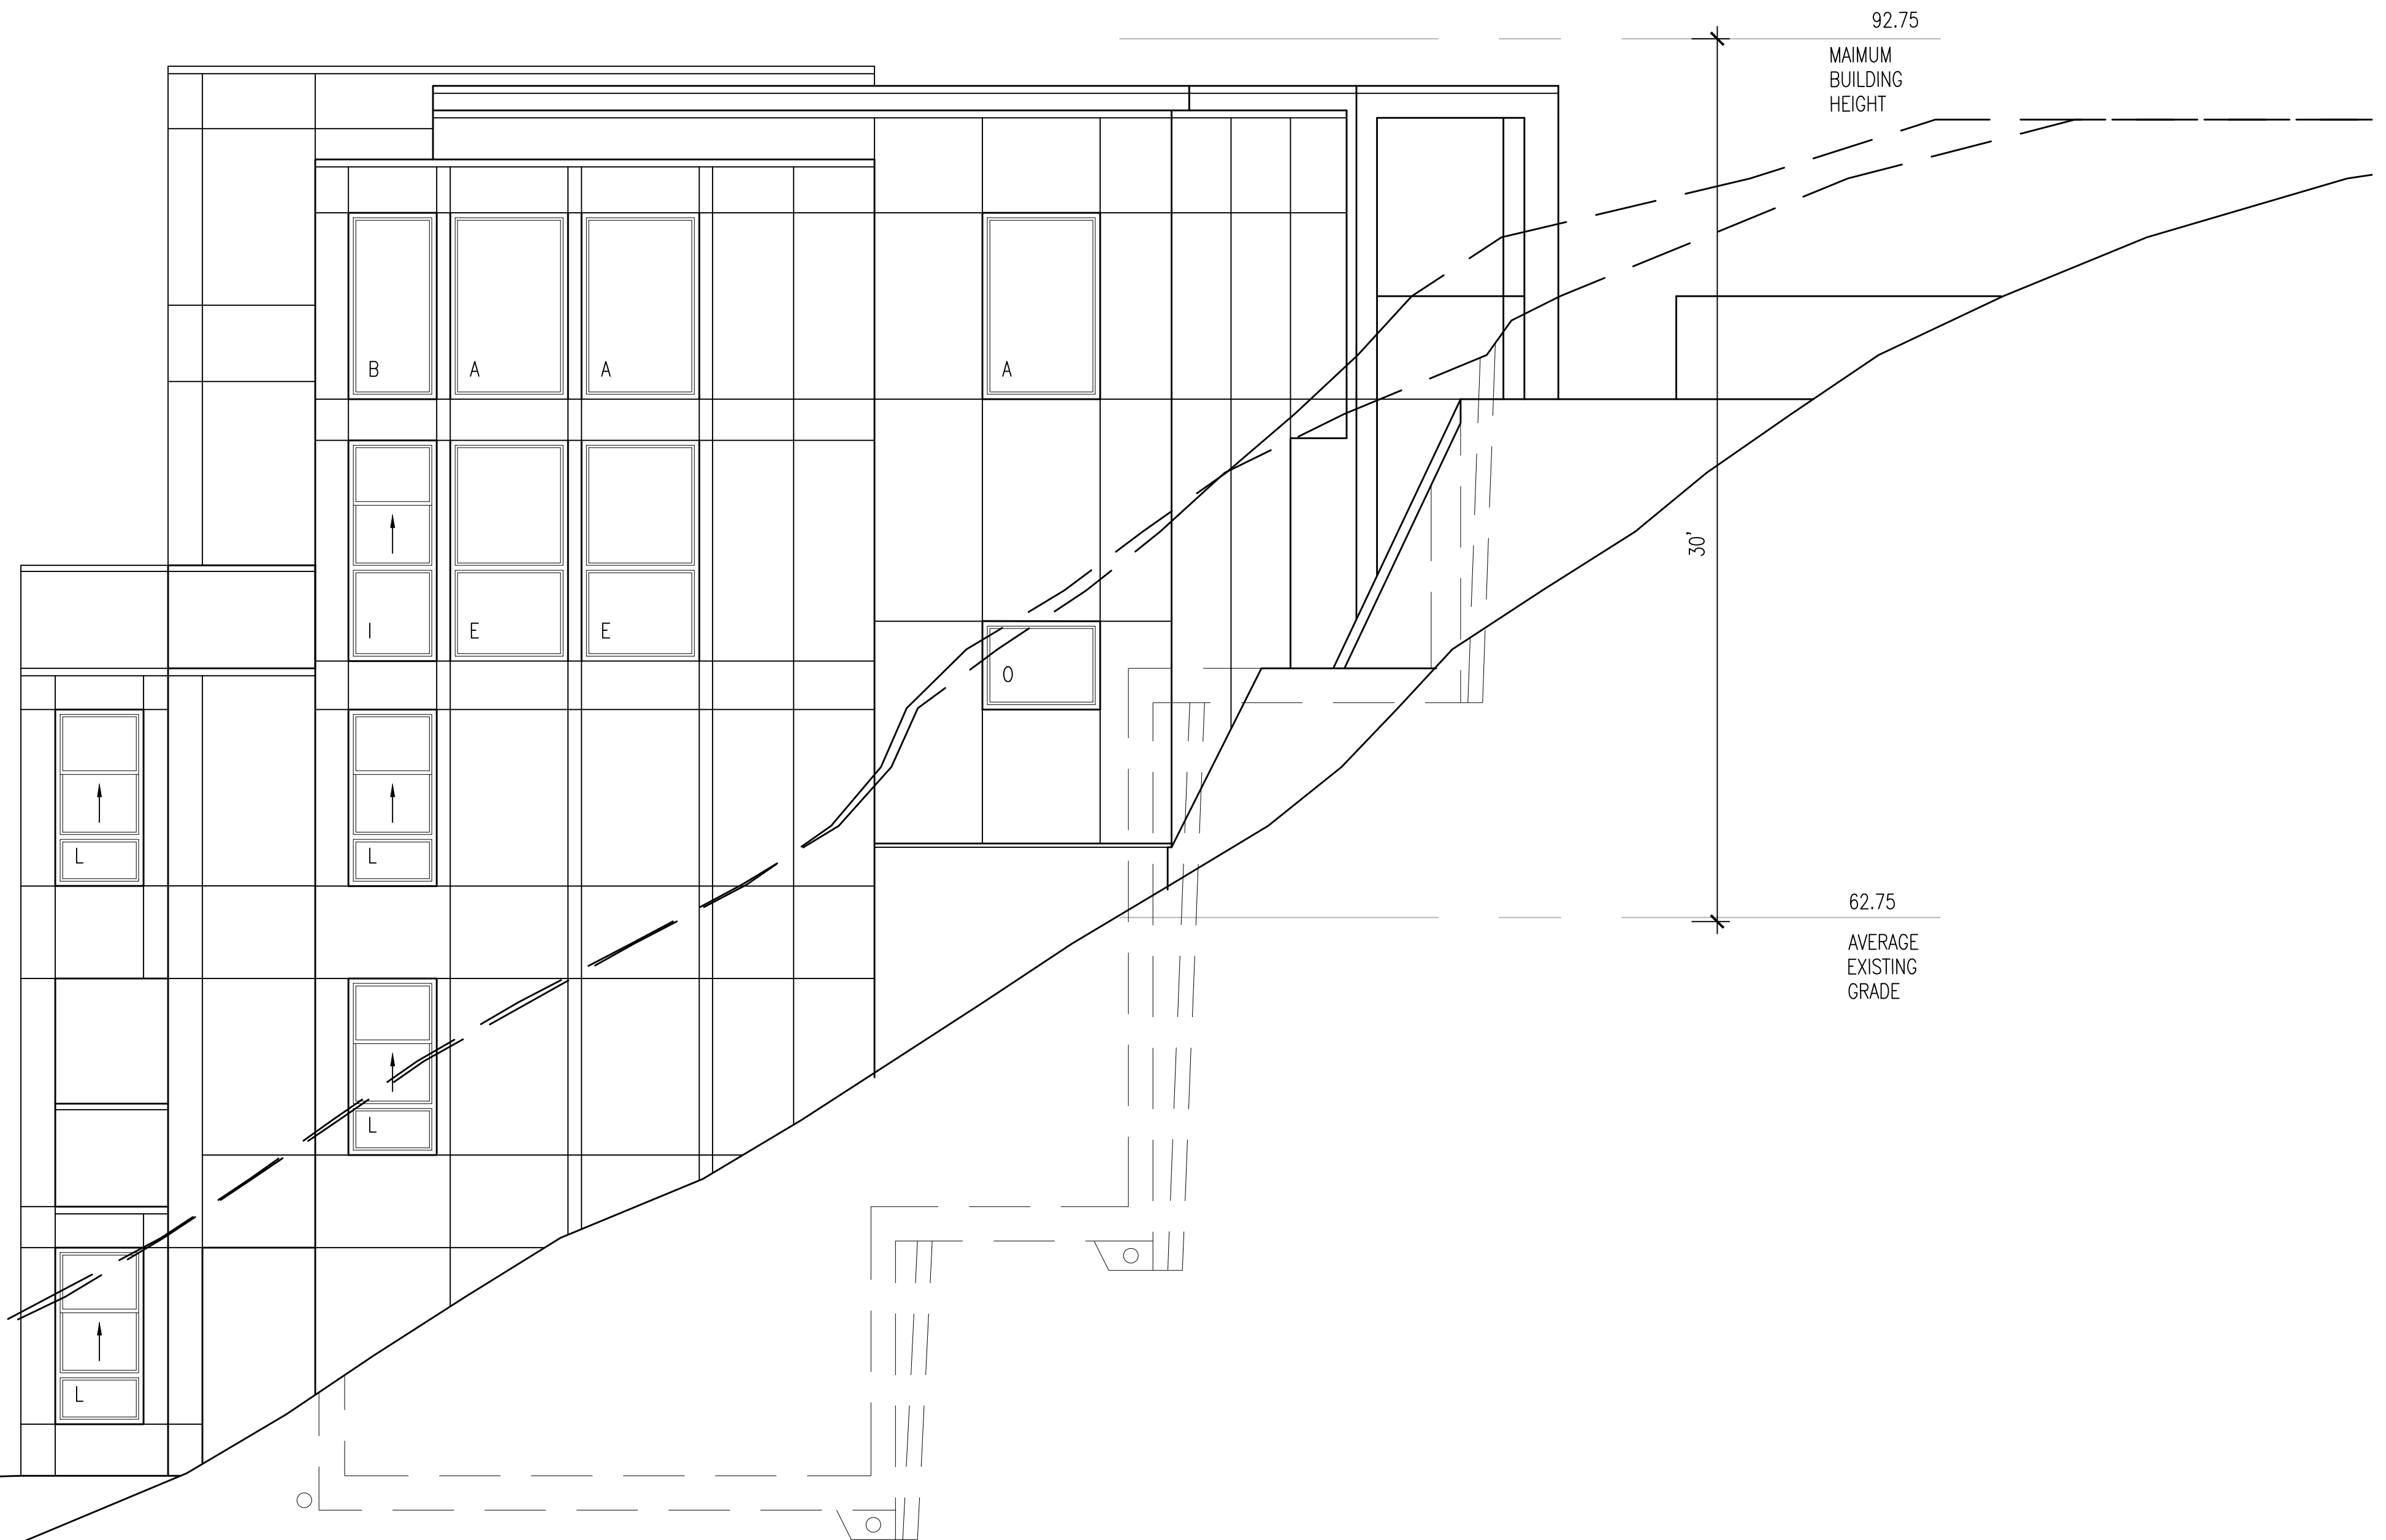 92.75
MAIMUM
BUILDING
HEIGHT
B
A
A
A
30'
I
E
E
O
L
L
62.75
AVERAGE
EXISTING
GRADE
L
L